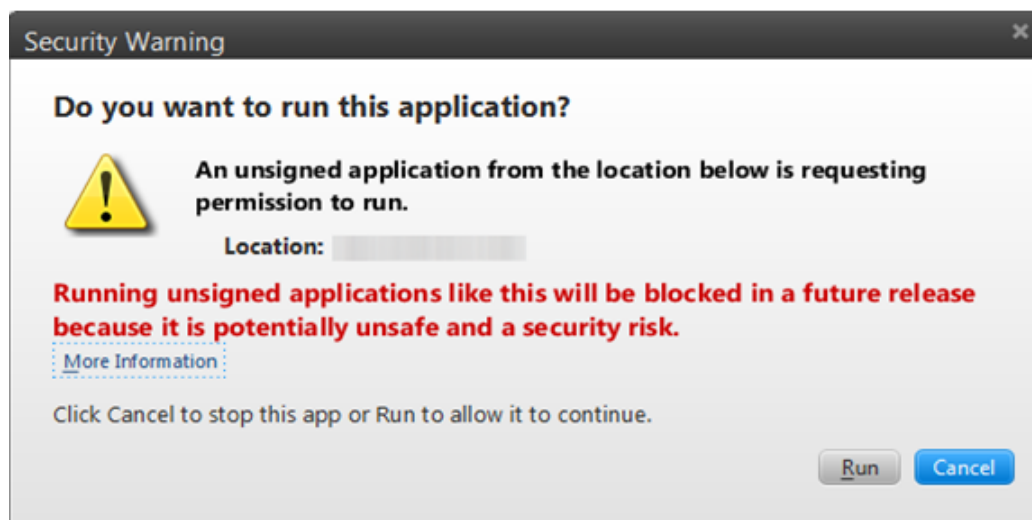 Security Warning
Do you want to run this application?
An unsigned application from the location below is requesting
permission to run.
Location:
Running unsigned applications like this will be blocked in a future release
because it is potentially unsafe and a security risk.
More Information
Click Cancel to stop this app or Run to allow it to continue.
Run Cancel